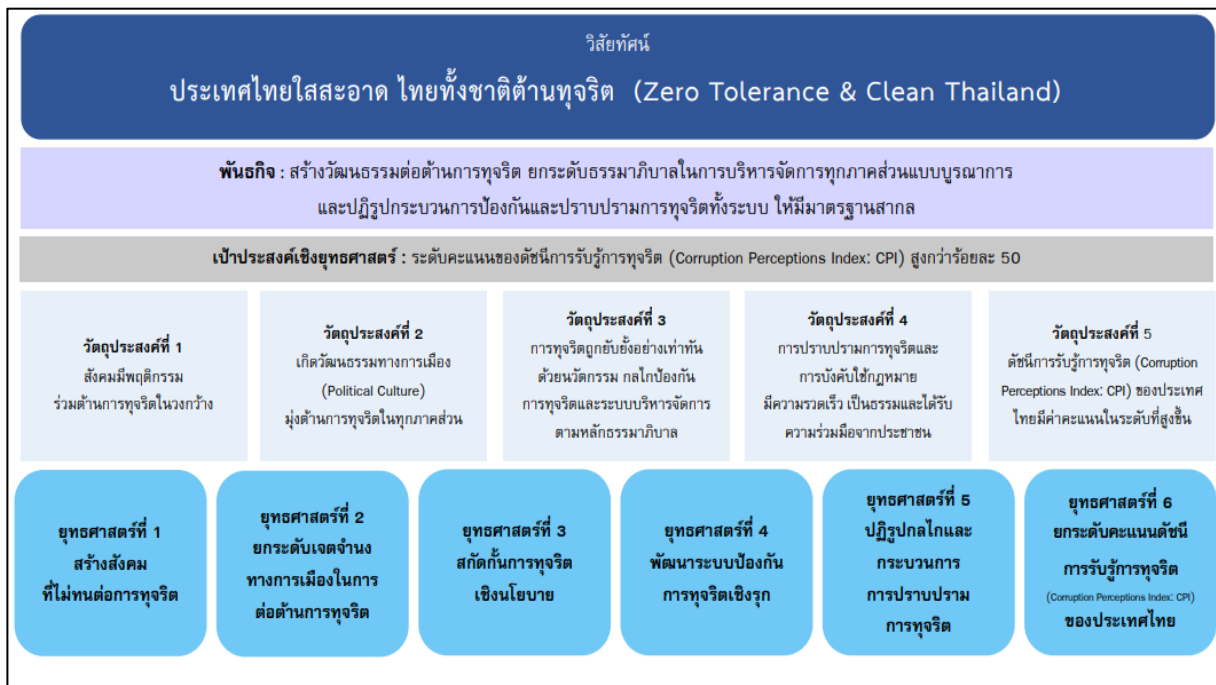 วิสัยทัศน์
ประเทศไทยใสสะอาด ไทยทั้งชาติต้านทุจริต (Zero Tolerance & Clean Thailand)
พันธกิจ : สร้างวัฒนธรรมต่อต้านการทุจริต ยกระดับธรรมาภิบาลในการบริหารจัดการทุกภาคส่วนแบบบูรณาการ
และปฏิรูปกระบวนการป้องกันและปราบปรามการทุจริตทั้งระบบ ให้มีมาตรฐานสากล
เป้าประสงค์เชิงยุทธศาสตร์ : ระดับคะแนนของดัชนีการรับรู้การทุจริต (Corruption Perceptions Index: CPI) สูงกว่าร้อยละ 50
วัตถุประสงค์ที่ 1
สังคมมีพฤติกรรม
ร่วมต้านการทุจริตในวงกว้าง
วัตถุประสงค์ที่ 2
เกิดวัฒนธรรมทางการเมือง
(Political Culture)
มุ่งต้านการทุจริตในทุกภาคส่วน
วัตถุประสงค์ที่ 3
การทุจริตถูกยับยั้งอย่างเท่าทัน
ด้วยนวัตกรรม กลไกป้องกัน
การทุจริตและระบบบริหารจัดการ
ตามหลักธรรมาภิบาล
วัตถุประสงค์ที่ 4
การปราบปรามการทุจริตและ
การบังคับใช้กฎหมาย
มีความรวดเร็ว เป็นธรรมและได้รับ
ความร่วมมือจากประชาชน
วัตถุประสงค์ที่ 5
ดัชนีการรับรู้การทุจริต (Corruption
Perceptions Index: CPI) ของประเทศ
ไทยมีค่าคะแนนในระดับที่สูงขึ้น
ยุทธศาสตร์ที่ 1
สร้างสังคม
ที่ไม่ทนต่อการทุจริต
ยุทธศาสตร์ที่ 2
ยกระดับเจตจำนง
ทางการเมืองในการ
ต่อต้านการทุจริต
ยุทธศาสตร์ที่ 3
สกัดกั้นการทุจริต
เชิงนโยบาย
ยุทธศาสตร์ที่ 4
พัฒนาระบบป้องกัน
การทุจริตเชิงรุก
ยุทธศาสตร์ที่ 5
ปฏิรูปกลไกและ
กระบวนการ
การปราบปราม
การทุจริต
ยุทธศาสตร์ที่ 6
ยกระดับคะแนนดัชนี
การรับรู้การทุจริต
(Corruption Perceptions Index: CPI)
ของประเทศไทย